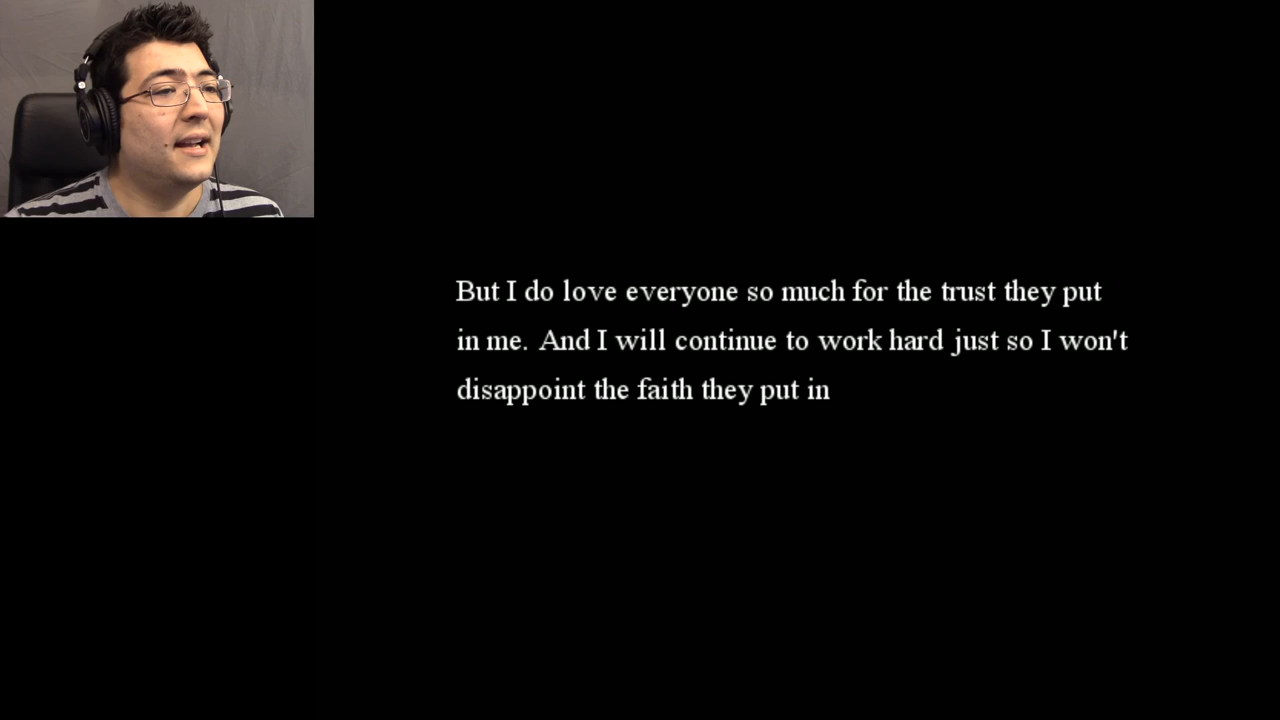 But I do love everyone so much for the trust they put
in me. And I will continue to work hard just so I won't
disappoint the faith they put in